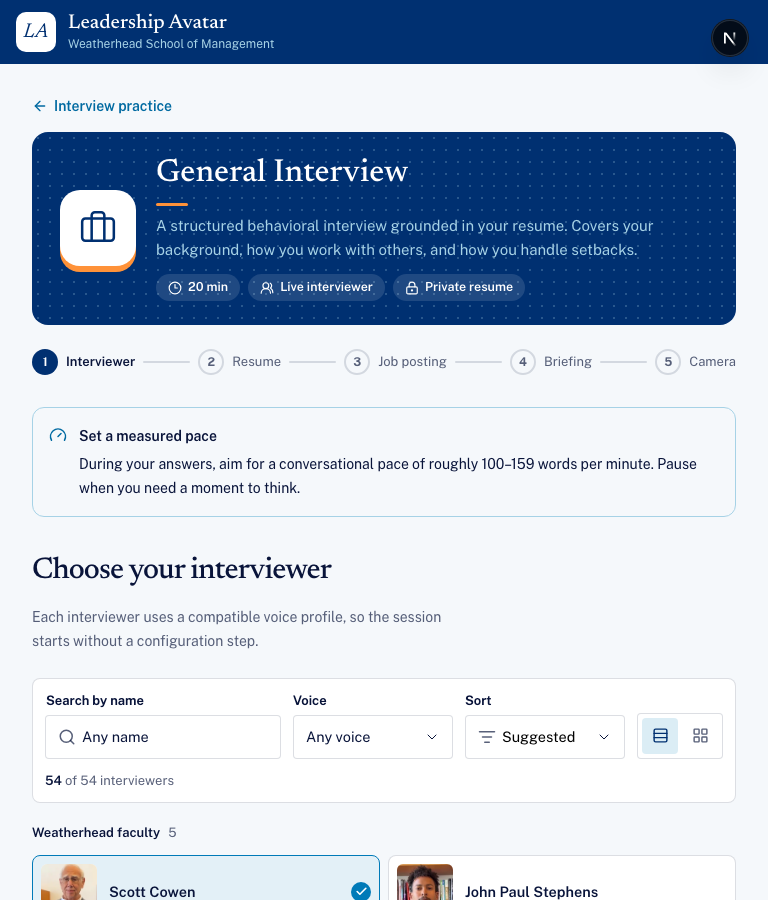 LA
Leadership Avatar
Weatherhead School of Management
N
Interview practice
General Interview
A structured behavioral interview grounded in your resume. Covers your
background, how you work with others, and how you handle setbacks.
20 min
Live interviewer
Private resume
1 Interviewer
2 Resume
3 Job posting
4 Briefing
5 Camera
Set a measured pace
During your answers, aim for a conversational pace of roughly 100–159 words per minute. Pause
when you need a moment to think.
Choose your interviewer
Each interviewer uses a compatible voice profile, so the session
starts without a configuration step.
Search by name
Voice
Sort
Any name
Any voice
Suggested
54 of 54 interviewers
Weatherhead faculty 5
Scott Cowen
John Paul Stephens